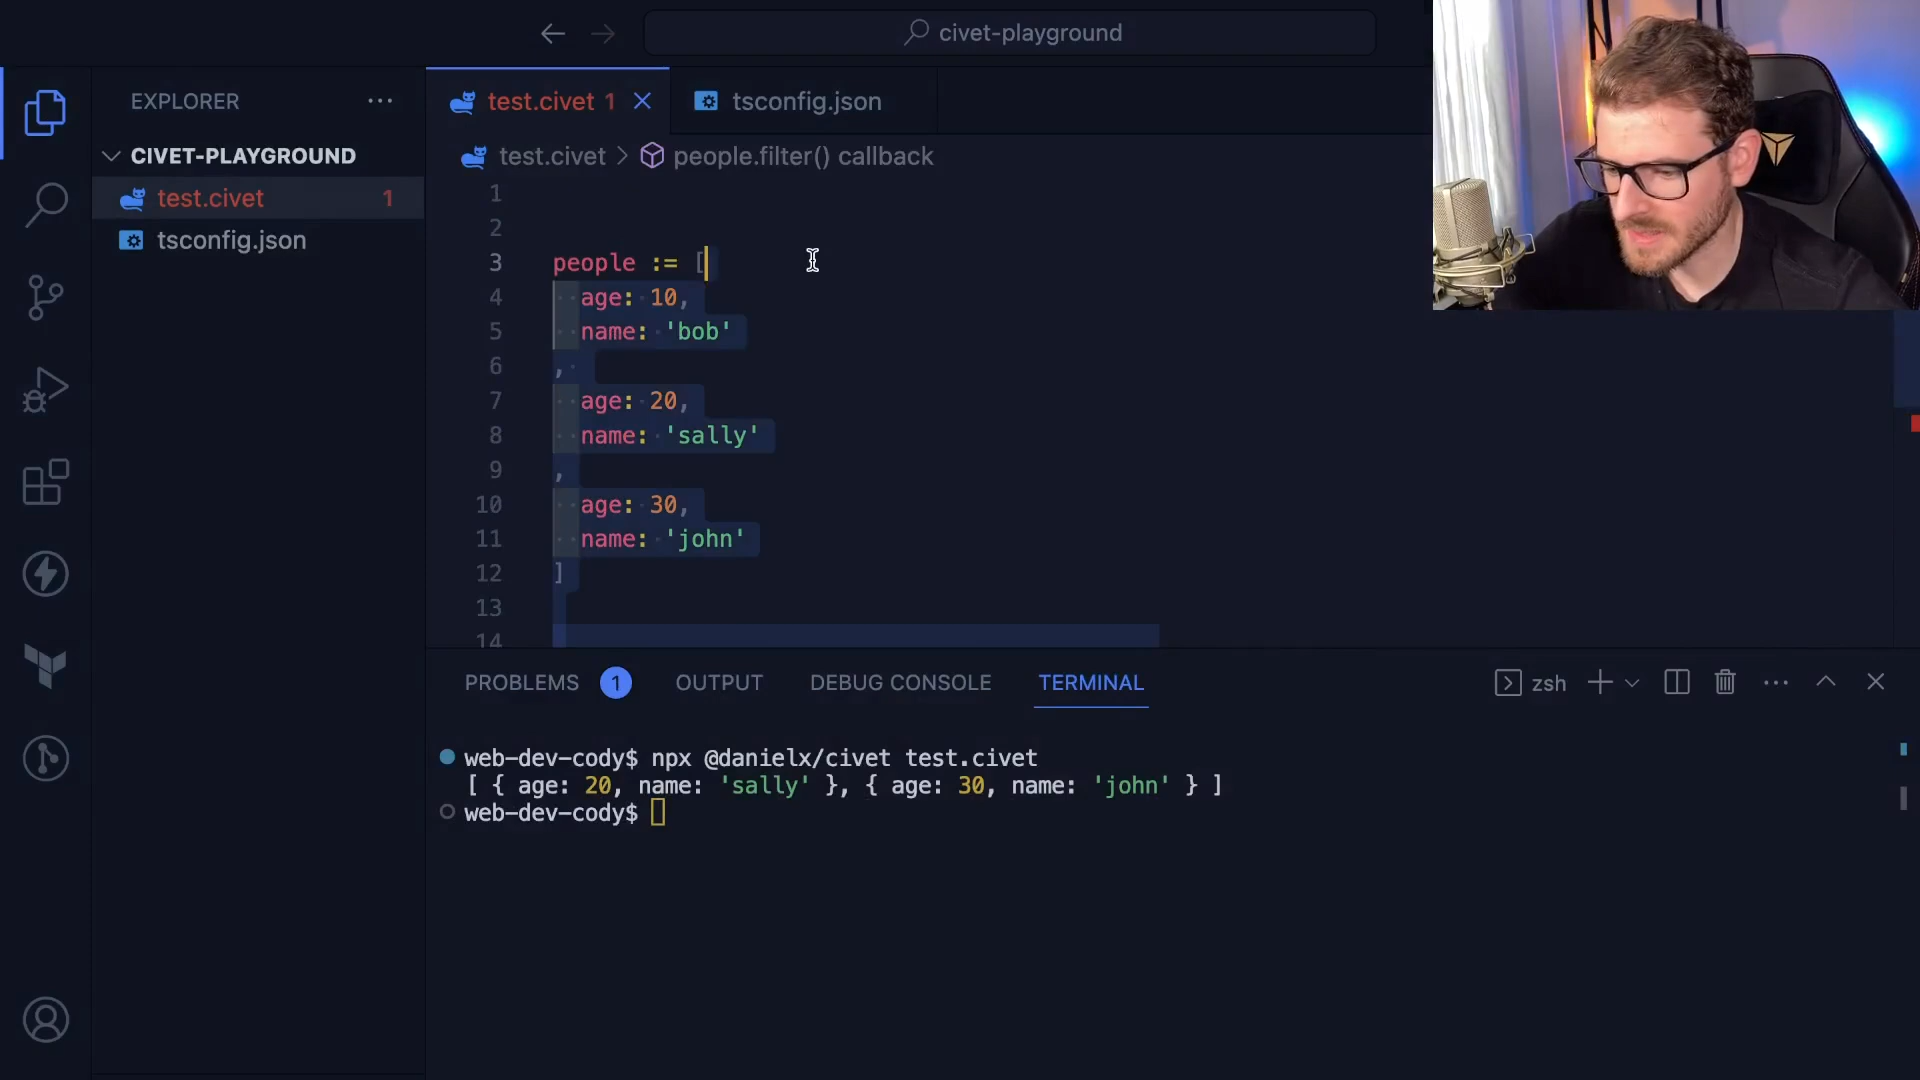 civet-playground
EXPLORER
test.civet 1
tsconfig.json
CIVET-PLAYGROUND
test.civet > people.filter() callback
test.civet 1
tsconfig.json
1
2
3 people := [
4 age: 10,
5 name: 'bob'
6 ,
7 age: 20,
8 name: 'sally'
9 ,
10 age: 30,
11 name: 'john'
12 ]
13
14
PROBLEMS 1 OUTPUT DEBUG CONSOLE TERMINAL zsh
web-dev-cody$ npx @danielx/civet test.civet
[ { age: 20, name: 'sally' }, { age: 30, name: 'john' } ]
web-dev-cody$